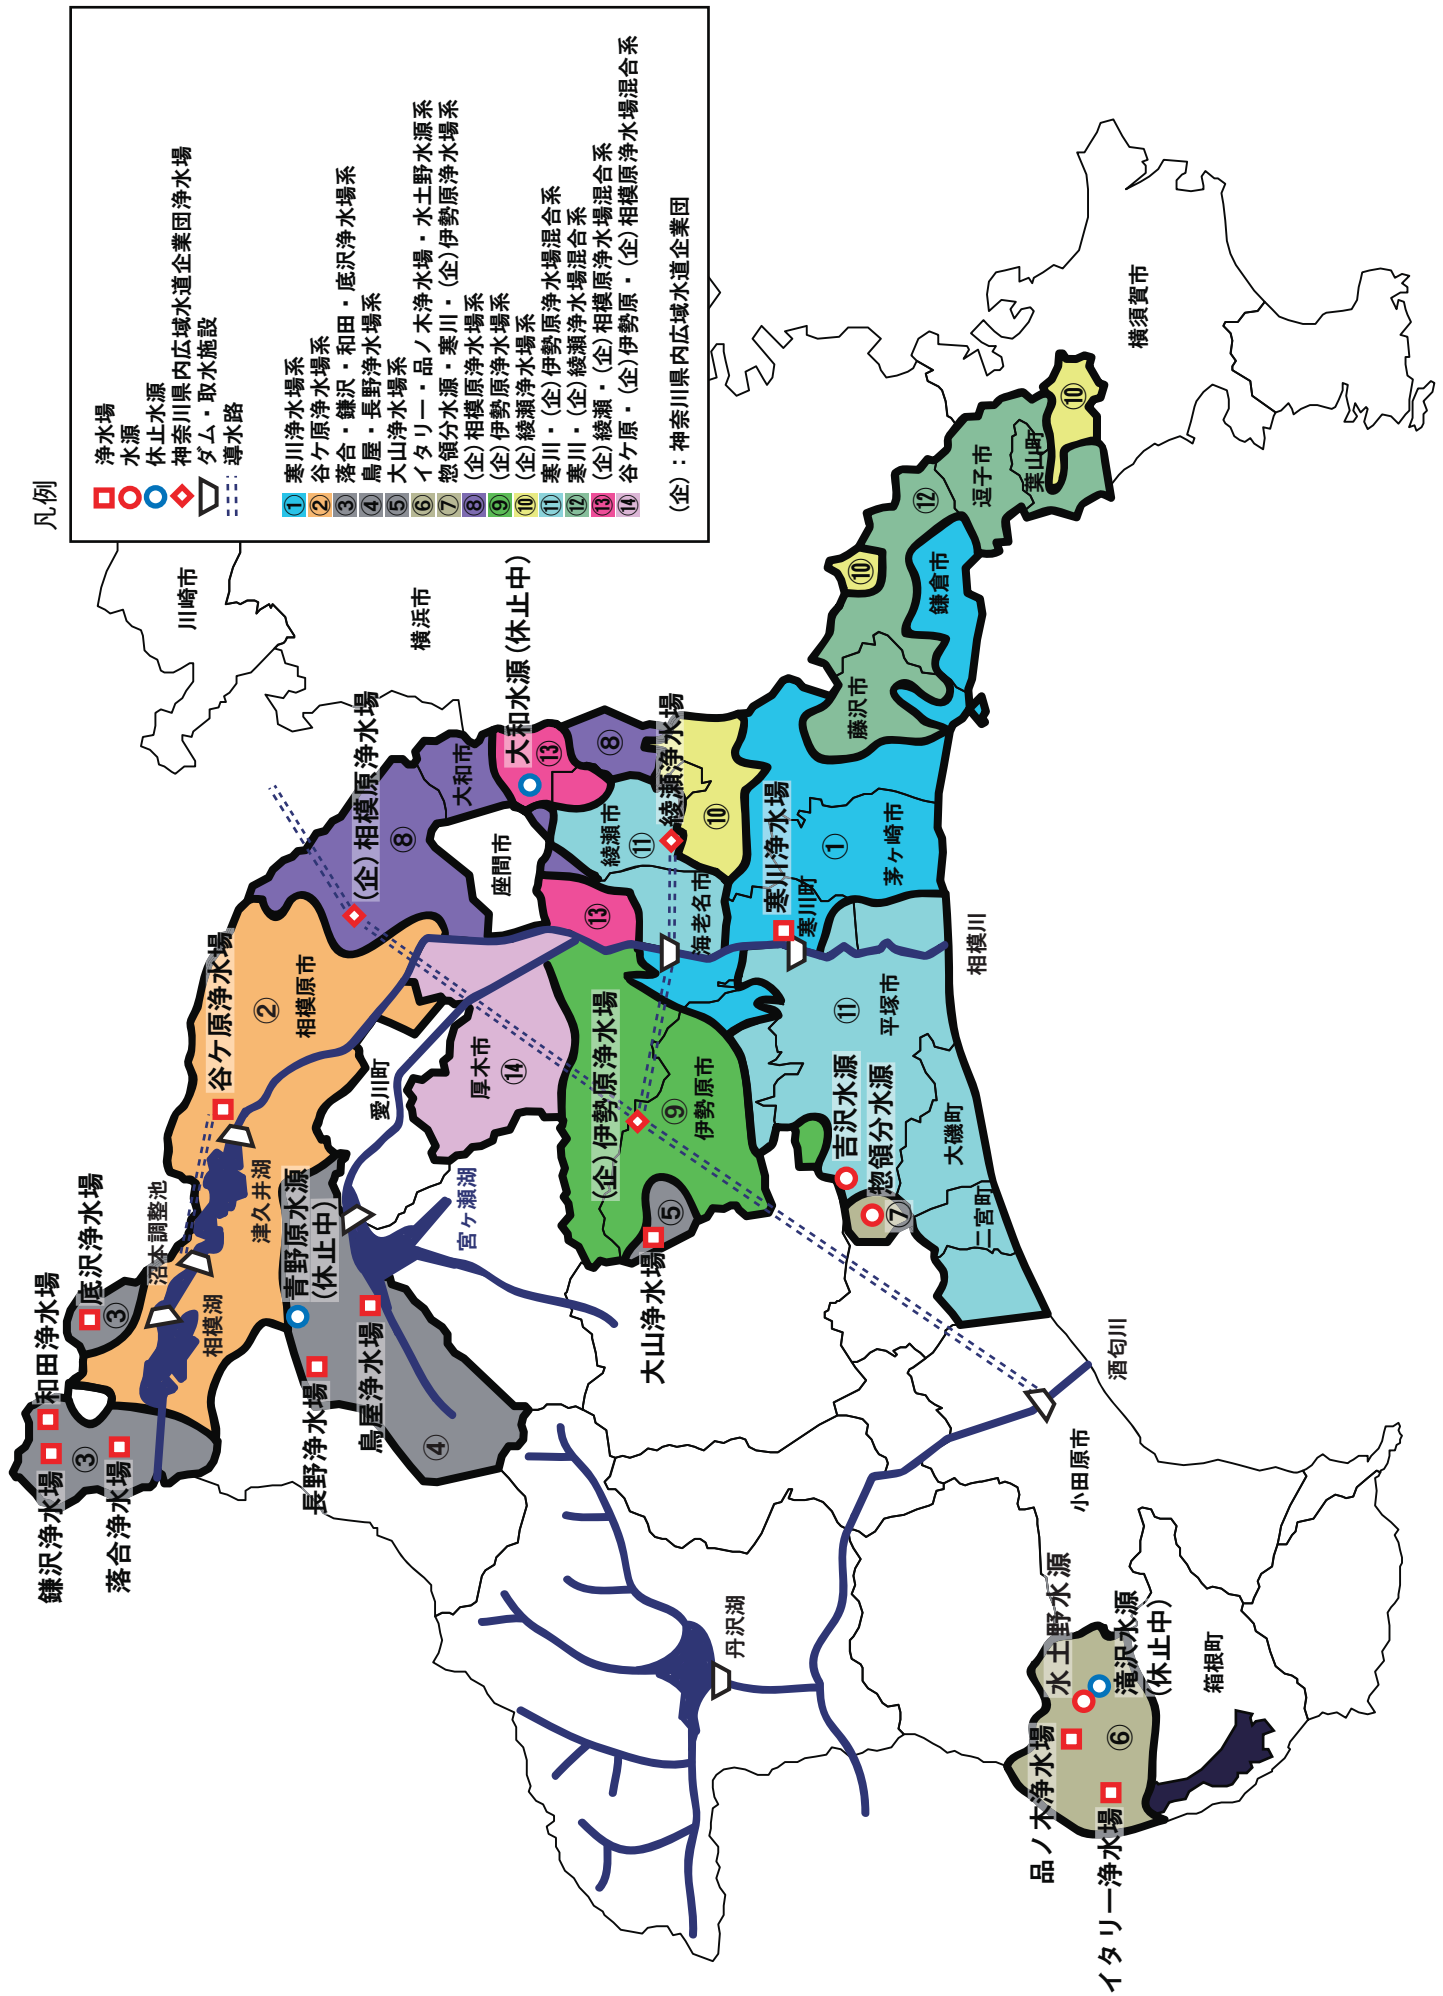 凡例
浄水場
水源
休止水源
神奈川県内広域水道企業団浄水場
ダム・取水施設
導水路
① 寒川浄水場系
② 谷ケ原浄水場系
③ 落合・鎌沢・和田・底沢浄水場系
④ 鳥屋・長野浄水場系
⑤ 大山浄水場系
⑥ イタリー・品ノ木浄水場・水土野水源系
⑦ 惣領分水源・寒川・(企)伊勢原浄水場系
⑧ (企)相模原浄水場系
⑨ (企)伊勢原浄水場系
⑩ (企)綾瀬浄水場系
⑪ 寒川・(企)伊勢原浄水場混合系
⑫ 寒川・(企)綾瀬浄水場混合系
⑬ (企)綾瀬・(企)相模原浄水場混合系
⑭ 谷ケ原・(企)伊勢原・(企)相模原浄水場混合系
(企)：神奈川県内広域水道企業団
鎌沢浄水場
和田浄水場
③
落合浄水場
底沢浄水場
③
沼本調整池
相模湖
津久井湖
谷ケ原浄水場
②
相模原市
川崎市
青野原水源
(休止中)
長野浄水場
鳥屋浄水場
④
愛川町
(企)相模原浄水場
⑧
横浜市
宮ヶ瀬湖
厚木市
⑭
座間市
大和市
大和水源(休止中)
⑬
⑬
⑧
(企)伊勢原浄水場
綾瀬市
⑪
大山浄水場
⑤
⑨
伊勢原市
海老名市
綾瀬浄水場
⑩
丹沢湖
寒川浄水場
寒川町
①
吉沢水源
惣領分水源
⑦
⑪
平塚市
茅ヶ崎市
藤沢市
⑩
鎌倉市
⑫
大磯町
二宮町
相模川
逗子市
葉山町
⑩
横須賀市
酒匂川
小田原市
水土野水源
滝沢水源
(休止中)
品ノ木浄水場
⑥
イタリー浄水場
箱根町